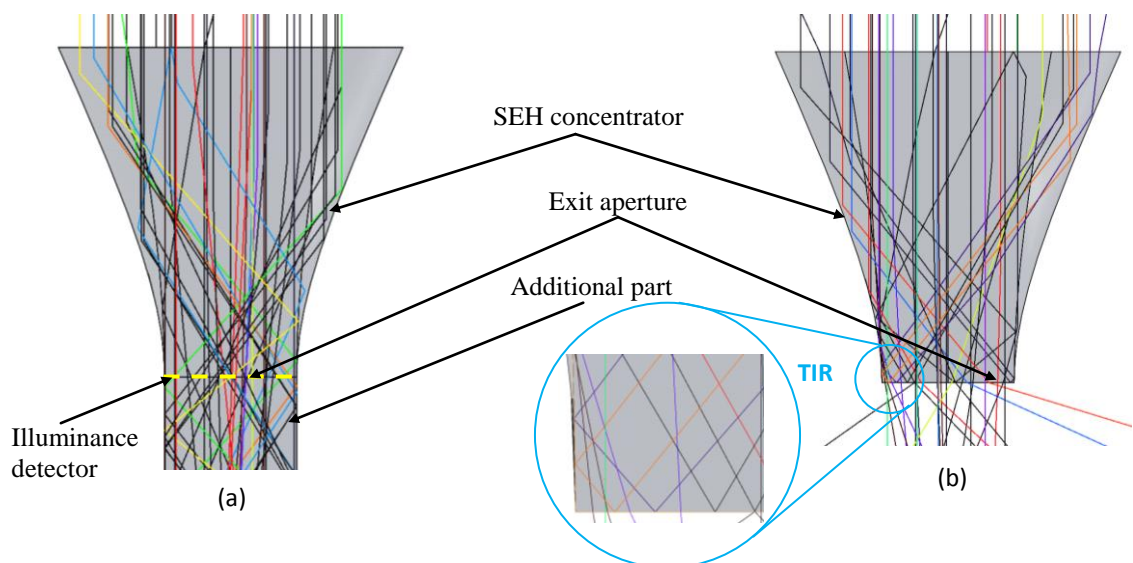 SEH concentrator
Exit aperture
Additional part
TIR
Illuminance
detector
(a)
(b)